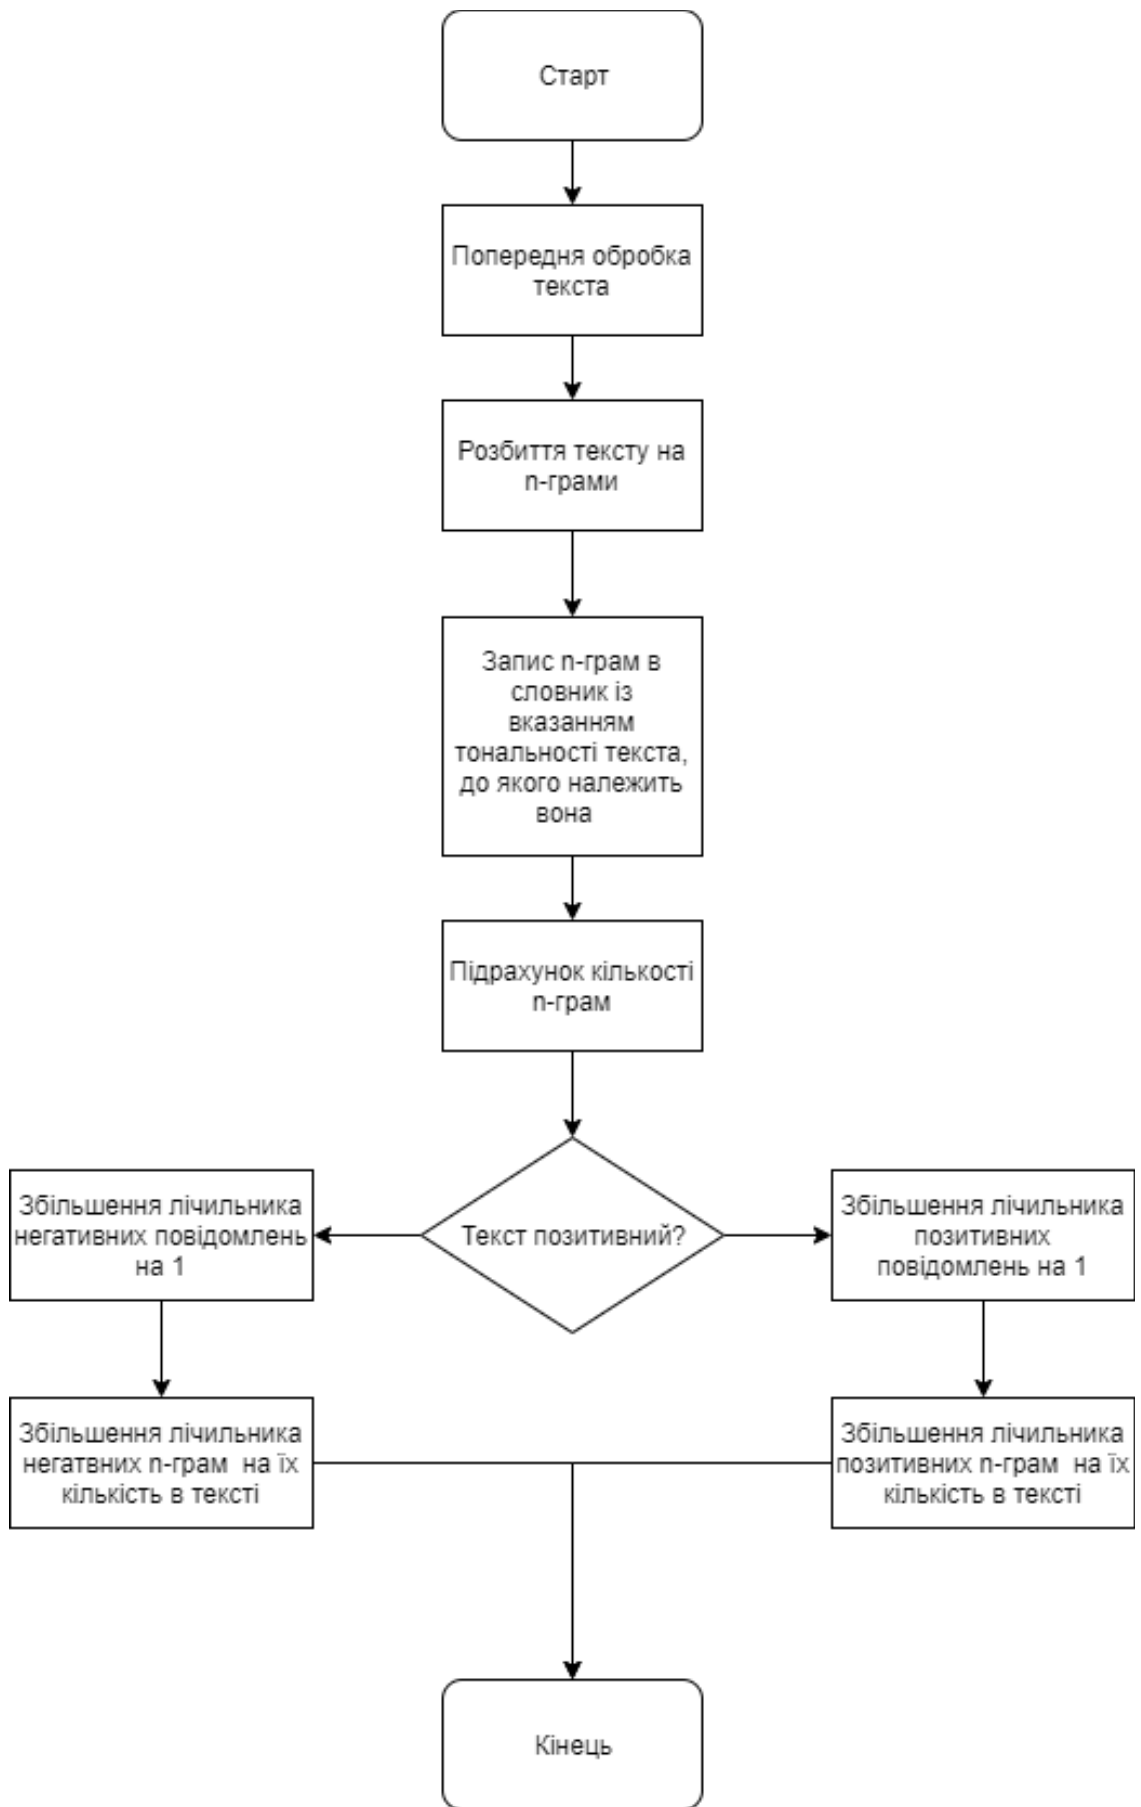 Старт
Попередня обробка
текста
Розбиття тексту на
n-грами
Запис n-грам в
словник із
вказанням
тональності текста,
до якого належить
вона
Підрахунок кількості
n-грам
Текст позитивний?
Збільшення лічильника
негативних повідомлень
на 1
Збільшення лічильника
позитивних
повідомлень на 1
Збільшення лічильника
негатвних n-грам  на їх
кількість в тексті
Збільшення лічильника
позитивних n-грам  на їх
кількість в тексті
Кінець